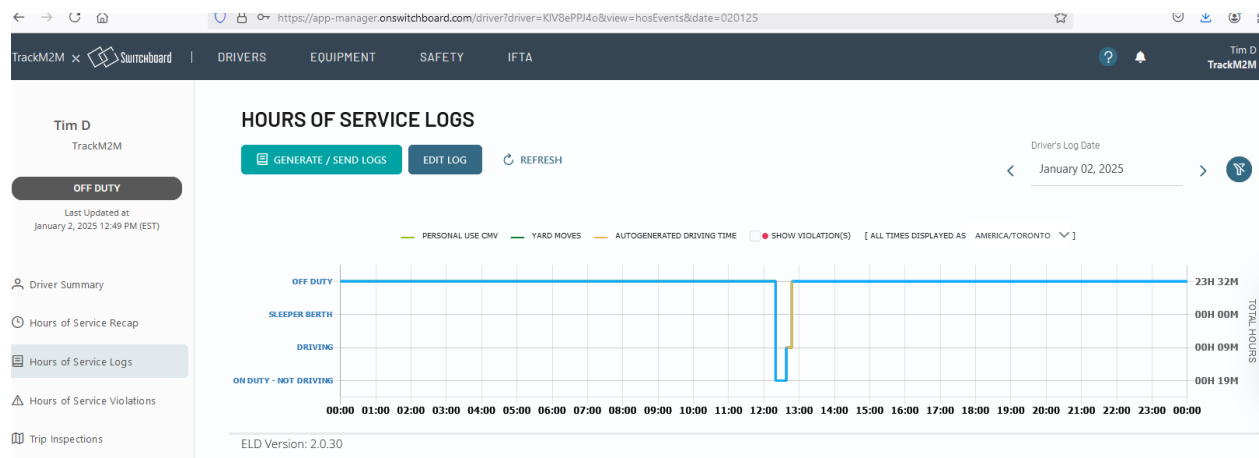 https://app-manager.onswitchboard.com/driver?driver=KJV8ePPJ4o&view=hosEvents&date=020125
TrackM2M × Switchboard | DRIVERS EQUIPMENT SAFETY IFTA ? Tim D
TrackM2M
Tim D
TrackM2M
OFF DUTY
Last Updated at
January 2, 2025 12:49 PM (EST)
Driver Summary
Hours of Service Recap
Hours of Service Logs
Hours of Service Violations
Trip Inspections
HOURS OF SERVICE LOGS
GENERATE / SEND LOGS EDIT LOG REFRESH
Driver's Log Date
January 02, 2025
PERSONAL USE CMV YARD MOVES AUTOGENERATED DRIVING TIME SHOW VIOLATION(S) [ ALL TIMES DISPLAYED AS AMERICA/TORONTO ]
OFF DUTY 23H 32M
SLEEPER BERTH 00H 00M
DRIVING 00H 09M
ON DUTY - NOT DRIVING 00H 19M
TOTAL HOURS
00:00 01:00 02:00 03:00 04:00 05:00 06:00 07:00 08:00 09:00 10:00 11:00 12:00 13:00 14:00 15:00 16:00 17:00 18:00 19:00 20:00 21:00 22:00 23:00 00:00
ELD Version: 2.0.30